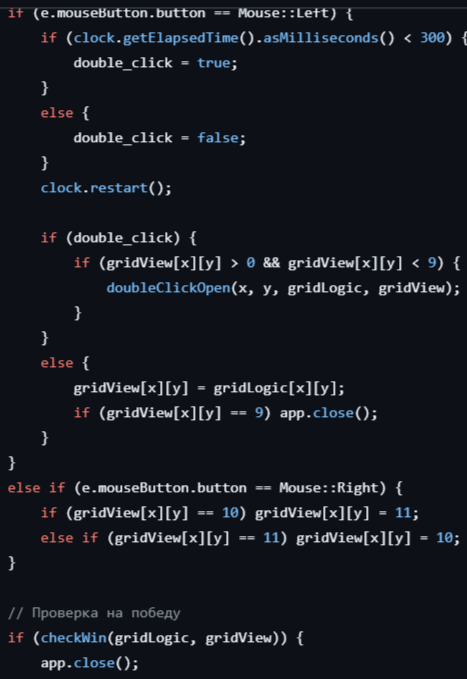 if (e.mouseButton.button == Mouse::Left) {
    if (clock.getElapsedTime().asMilliseconds() < 300) {
        double_click = true;
    }
    else {
        double_click = false;
    }
    clock.restart();

    if (double_click) {
        if (gridView[x][y] > 0 && gridView[x][y] < 9) {
            doubleClickOpen(x, y, gridLogic, gridView);
        }
    }
    else {
        gridView[x][y] = gridLogic[x][y];
        if (gridView[x][y] == 9) app.close();
    }
}
else if (e.mouseButton.button == Mouse::Right) {
    if (gridView[x][y] == 10) gridView[x][y] = 11;
    else if (gridView[x][y] == 11) gridView[x][y] = 10;
}

// Проверка на победу
if (checkWin(gridLogic, gridView)) {
    app.close();